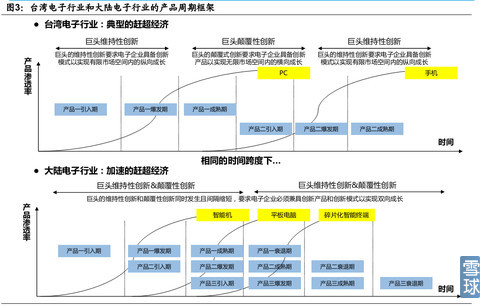 图3：台湾电子行业和大陆电子行业的产品周期框架
● 台湾电子行业：典型的赶超经济
巨头维持性创新
巨头颠覆性创新
巨头维持性创新
巨头的维持性创新要求电子企业具备创新
模式以实现有限市场空间内的纵向成长
巨头的颠覆式创新要求电子企业具备创新
产品以实现无限市场空间内的横向成长
巨头的维持性创新要求电子企业具备创新
模式以实现有限市场空间内的纵向成长
产品渗透率
PC
手机
产品一引入期
产品一爆发期
产品一成熟期
产品二引入期
产品二爆发期
产品二成熟期
时间
相同的时间跨度下...
● 大陆电子行业：加速的赶超经济
巨头维持性创新&颠覆性创新
巨头维持性创新&颠覆性创新
巨头的维持性创新和颠覆性创新同时发生且间隔缩短，要求电子企业必须兼具创新产品和创新模式以实现双向成长
产品渗透率
智能机
平板电脑
碎片化智能终端
产品一引入期
产品一爆发期
产品一成熟期
产品一衰退期
产品二引入期
产品二爆发期
产品二成熟期
产品二衰退期
产品三引入期
产品三爆发期
产品三成熟期
产品三衰退期
时间
雪球